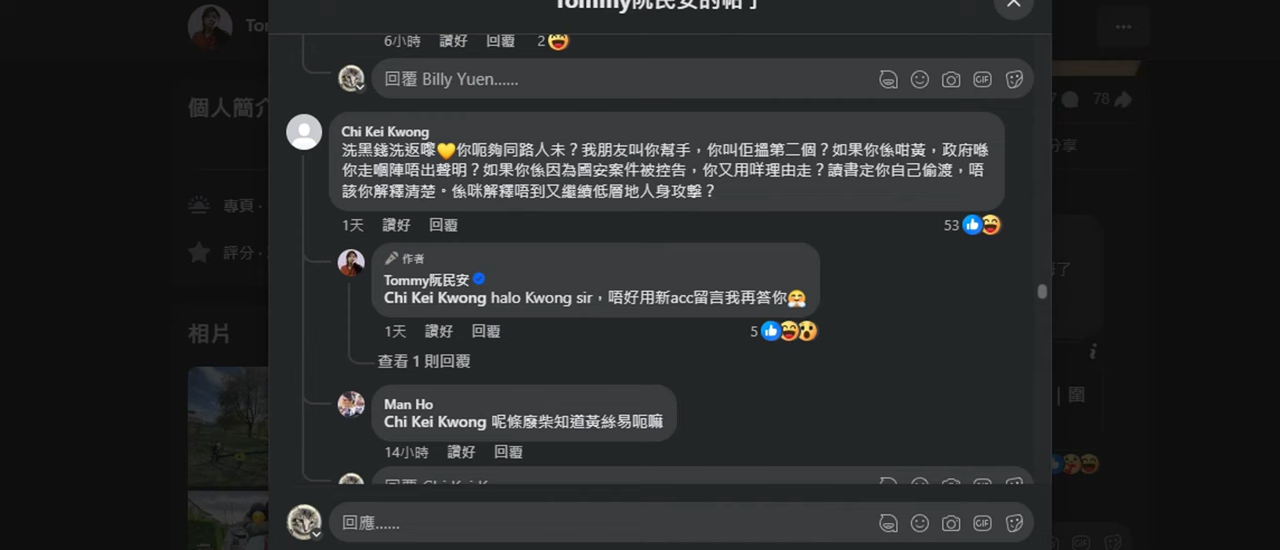 Tommy阮民安的帖子
Tom
個人簡介
專頁 ·
評分 ·
相片
6小時 讚好 回覆 2
回覆 Billy Yuen......
GIF
Chi Kei Kwong
洗黑錢洗返嚟💛你呃夠同路人未？我朋友叫你幫手，你叫佢搵第二個？如果你係咁黃，政府喺
你走嗰陣唔出聲明？如果你係因為國安案件被控告，你又用咩理由走？讀書定你自己偷渡，唔
該你解釋清楚。係咪解釋唔到又繼續低層地人身攻擊？
1天 讚好 回覆 53
作者
Tommy阮民安
Chi Kei Kwong halo Kwong sir，唔好用新acc留言我再答你🤗
1天 讚好 回覆 5
查看 1 則回覆
Man Ho
Chi Kei Kwong 呢條廢柴知道黃絲易呃嘛
14小時 讚好 回覆
回覆 Chi Kei K
回應......
GIF
78
分享
圍